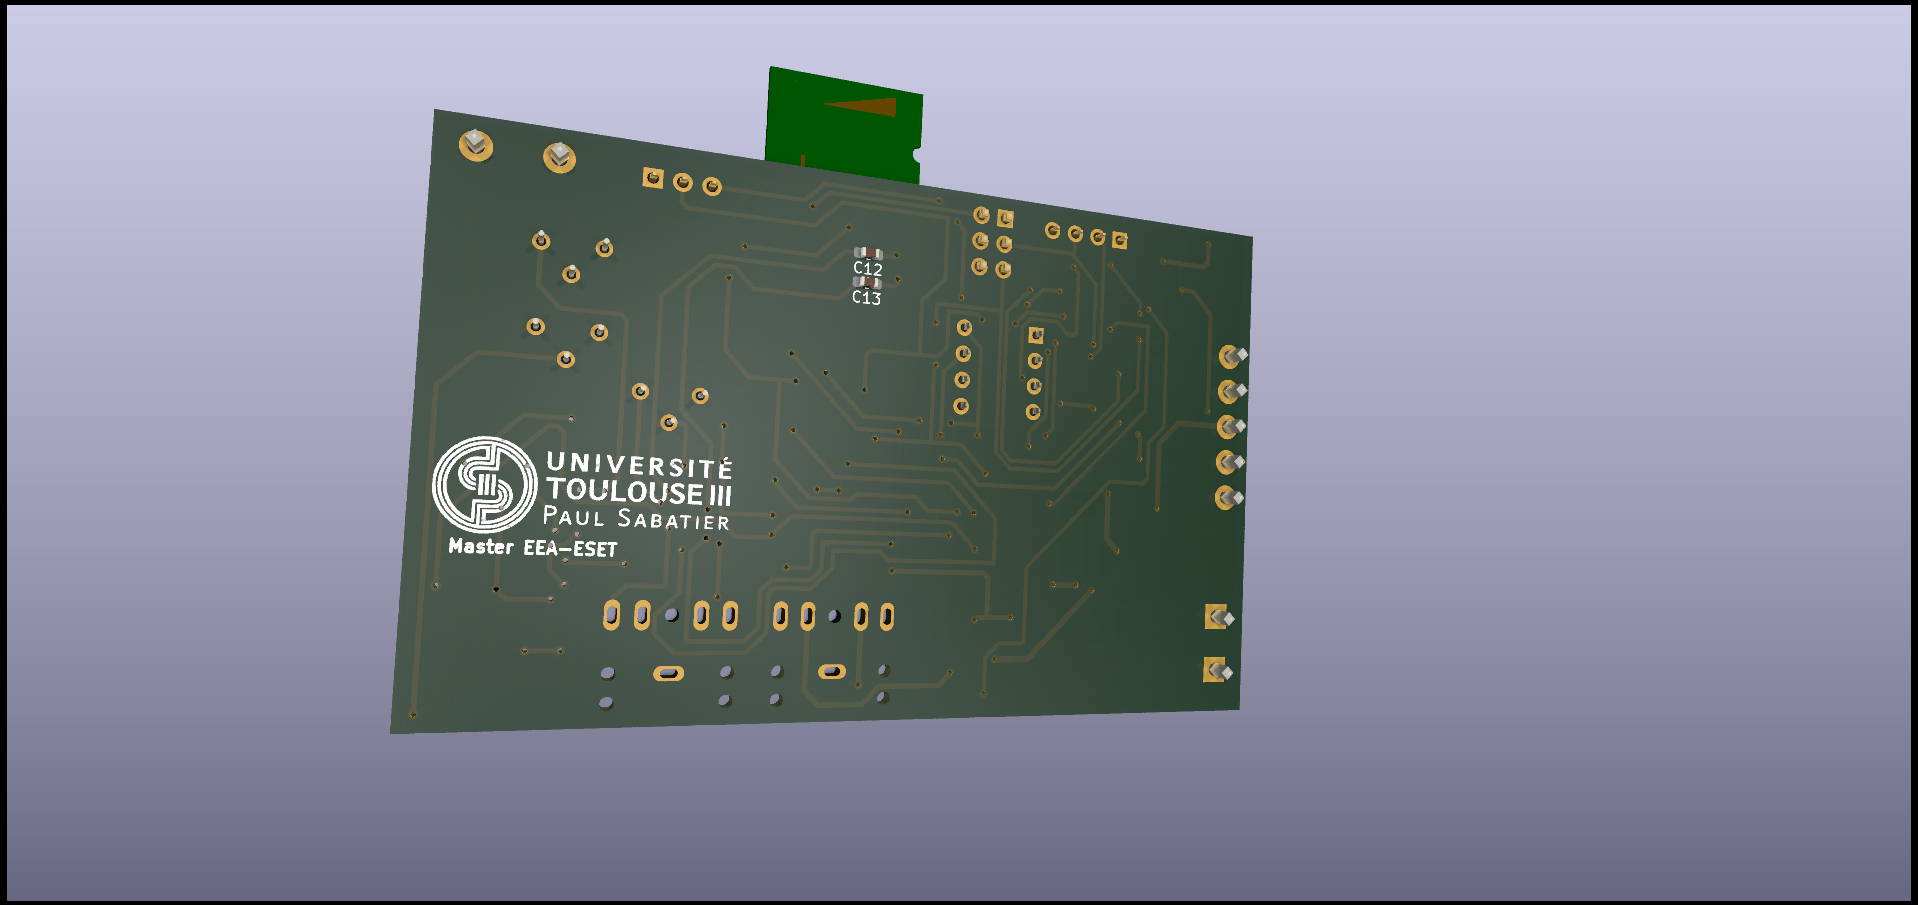 C12
C13
UNIVERSITÉ
TOULOUSE III
PAUL SABATIER
Master EEA-ESET